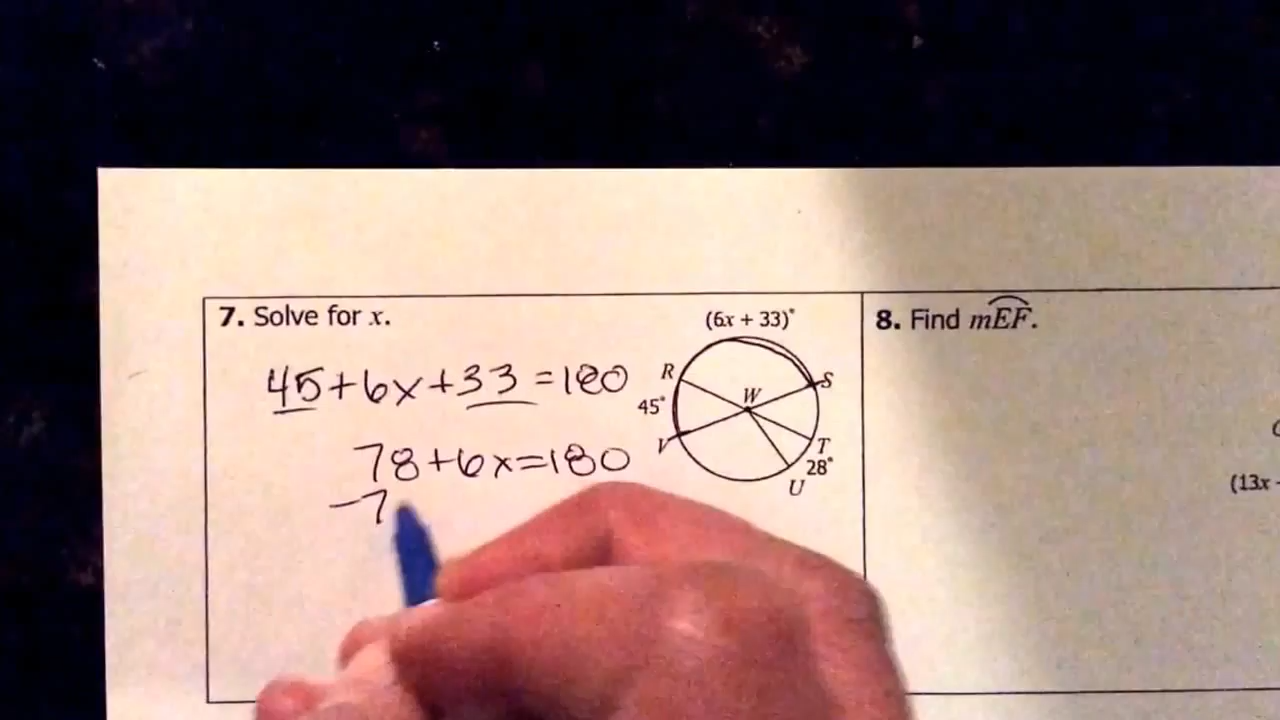 7. Solve for x.
45+6x+33=180
78+6x=180
-7
(6x + 33)°
R
S
45°
W
V
T
28°
U
8. Find mEF.
(13x -